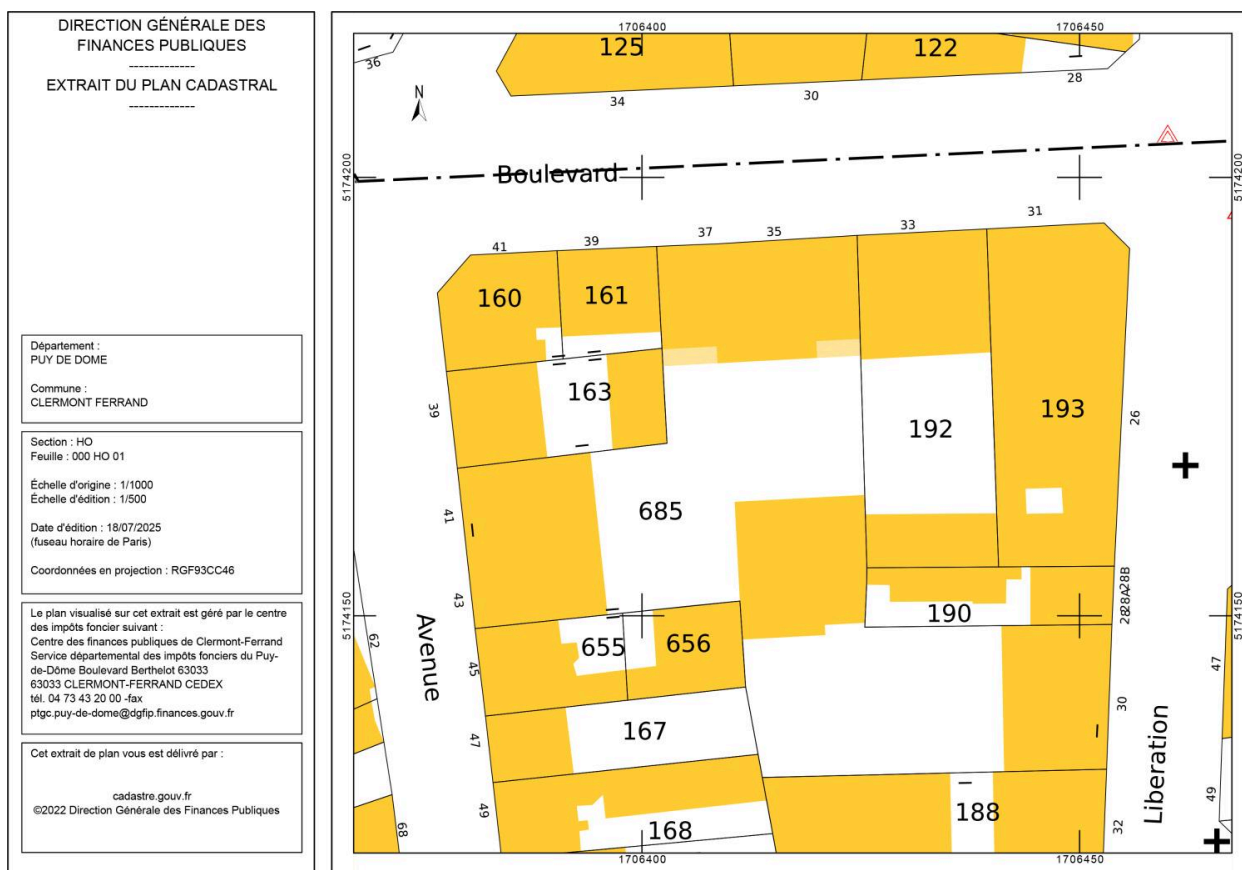 DIRECTION GÉNÉRALE DES
FINANCES PUBLIQUES
-------------
EXTRAIT DU PLAN CADASTRAL
-------------
Département :
PUY DE DOME
Commune :
CLERMONT FERRAND
Section : HO
Feuille : 000 HO 01
Échelle d'origine : 1/1000
Échelle d'édition : 1/500
Date d'édition : 18/07/2025
(fuseau horaire de Paris)
Coordonnées en projection : RGF93CC46
Le plan visualisé sur cet extrait est géré par le centre
des impôts foncier suivant :
Centre des finances publiques de Clermont-Ferrand
Service départemental des impôts fonciers du Puy-
de-Dôme Boulevard Berthelot 63033
63033 CLERMONT-FERRAND CEDEX
tél. 04 73 43 20 00 -fax
ptgc.puy-de-dome@dgfip.finances.gouv.fr
Cet extrait de plan vous est délivré par :
cadastre.gouv.fr
©2022 Direction Générale des Finances Publiques
1706400
1706450
125
122
36
34
30
28
N
5174200
5174200
Boulevard
41
39
37
35
33
31
160
161
163
39
192
193
26
685
41
43
5174150
5174150
Avenue
62
655
656
190
28B
28A
28
45
47
167
30
47
Liberation
49
168
188
32
49
68
1706400
1706450